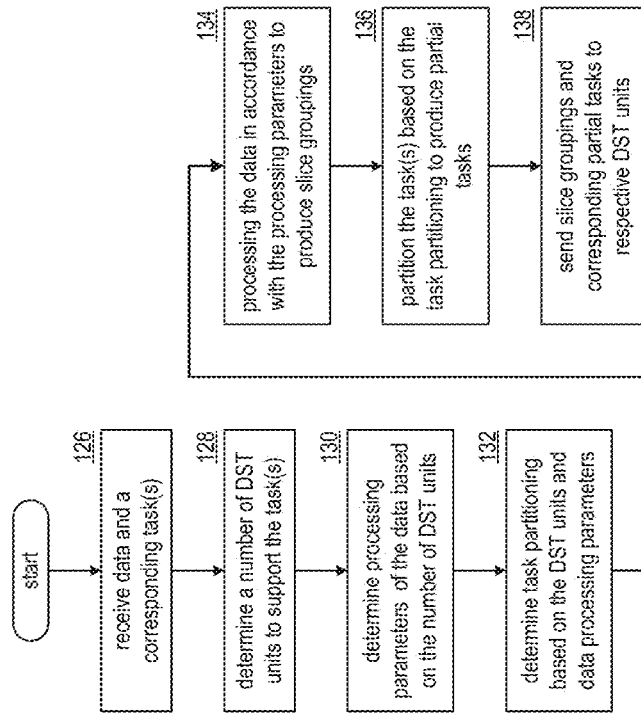 start
126
receive data and a
corresponding task(s)
128
determine a number of DST
units to support the task(s)
130
determine processing
parameters of the data based
on the number of DST units
132
determine task partitioning
based on the DST units and
data processing parameters
134
processing the data in accordance
with the processing parameters to
produce slice groupings
136
partition the task(s) based on the
task partitioning to produce partial
tasks
138
send slice groupings and
corresponding partial tasks to
respective DST units